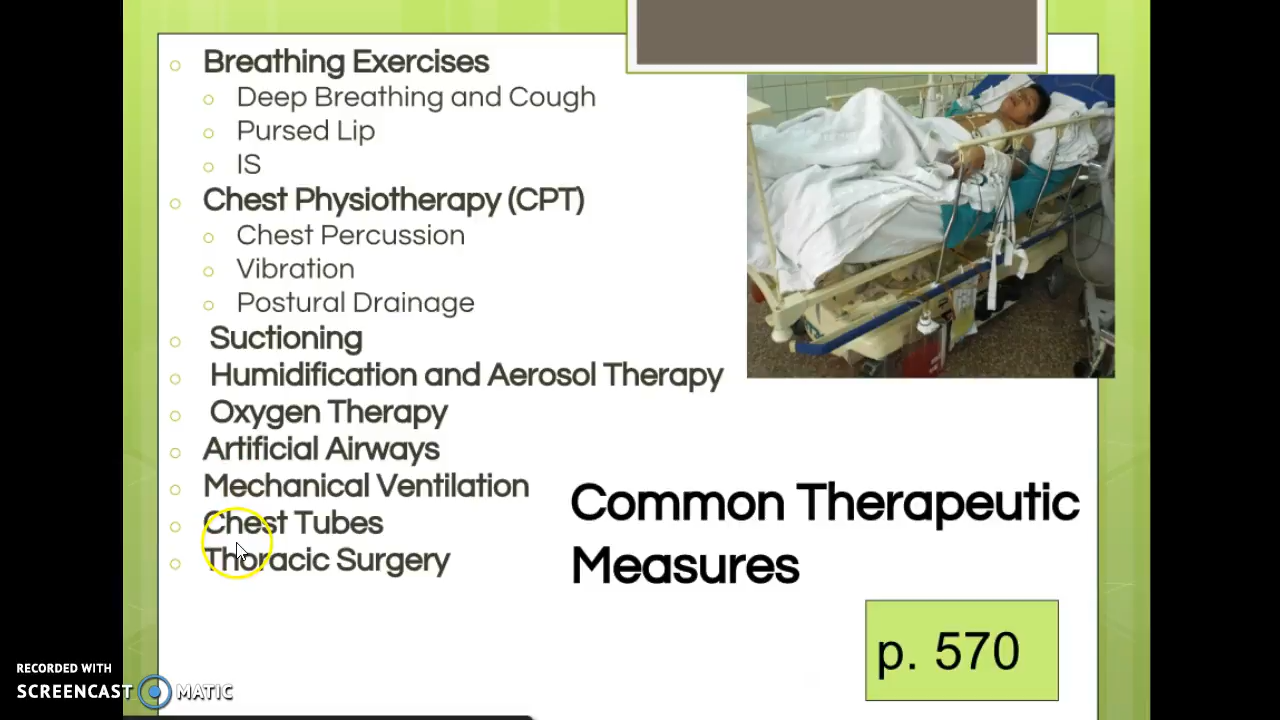 Breathing Exercises
Deep Breathing and Cough
Pursed Lip
IS
Chest Physiotherapy (CPT)
Chest Percussion
Vibration
Postural Drainage
Suctioning
Humidification and Aerosol Therapy
Oxygen Therapy
Artificial Airways
Mechanical Ventilation
Chest Tubes
Thoracic Surgery
Common Therapeutic
Measures
p. 570
RECORDED WITH
SCREENCAST MATIC